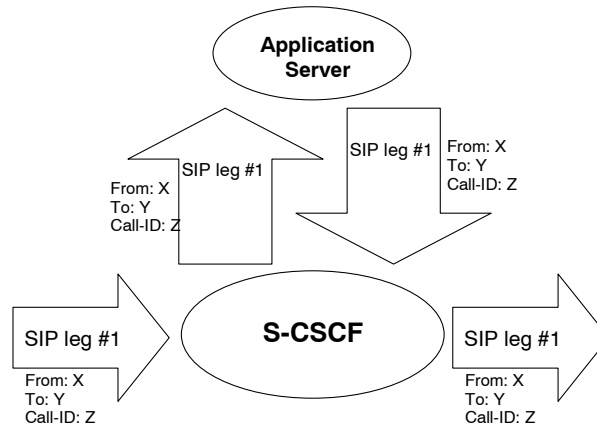 Application
Server
SIP leg #1
From: X
To: Y
Call-ID: Z
SIP leg #1
From: X
To: Y
Call-ID: Z
SIP leg #1
From: X
To: Y
Call-ID: Z
S-CSCF
SIP leg #1
From: X
To: Y
Call-ID: Z